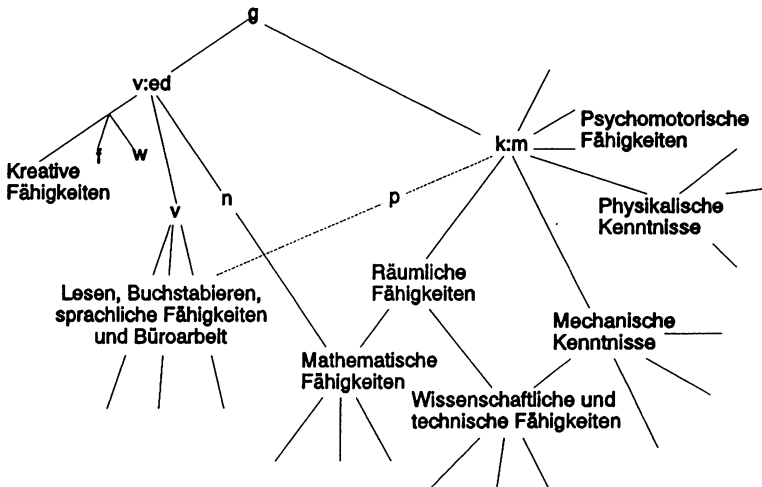 g
v:ed
k:m
Psychomotorische
Fähigkeiten
Kreative
Fähigkeiten
f
w
v
n
p
Physikalische
Kenntnisse
Räumliche
Fähigkeiten
Lesen, Buchstabieren,
sprachliche Fähigkeiten
und Büroarbeit
Mechanische
Kenntnisse
Mathematische
Fähigkeiten
Wissenschaftliche und
technische Fähigkeiten